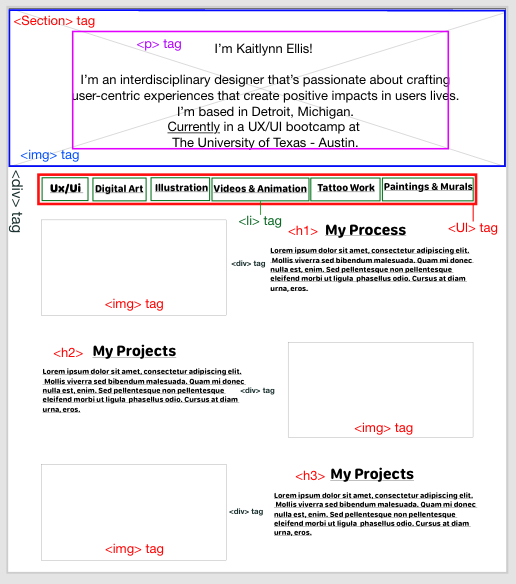 <Section> tag
<p> tag
I'm Kaitlynn Ellis!
I'm an interdisciplinary designer that's passionate about crafting
user-centric experiences that create positive impacts in users lives.
I'm based in Detroit, Michigan.
Currently in a UX/UI bootcamp at
The University of Texas - Austin.
<img> tag
<div> tag
Ux/Ui
Digital Art
Illustration
Videos & Animation
Tattoo Work
Paintings & Murals
<li> tag
<Ul> tag
<h1> My Process
Lorem ipsum dolor sit amet, consectetur adipiscing elit.
Mollis viverra sed bibendum malesuada. Quam mi donec
nulla est, enim. Sed pellentesque non pellentesque
eleifend morbi ut ligula phasellus odio. Cursus at diam
urna, eros.
<div> tag
<img> tag
<h2> My Projects
Lorem ipsum dolor sit amet, consectetur adipiscing elit.
Mollis viverra sed bibendum malesuada. Quam mi donec
nulla est, enim. Sed pellentesque non pellentesque
eleifend morbi ut ligula phasellus odio. Cursus at diam
urna, eros.
<div> tag
<img> tag
<h3> My Projects
Lorem ipsum dolor sit amet, consectetur adipiscing elit.
Mollis viverra sed bibendum malesuada. Quam mi donec
nulla est, enim. Sed pellentesque non pellentesque
eleifend morbi ut ligula phasellus odio. Cursus at diam
urna, eros.
<div> tag
<img> tag